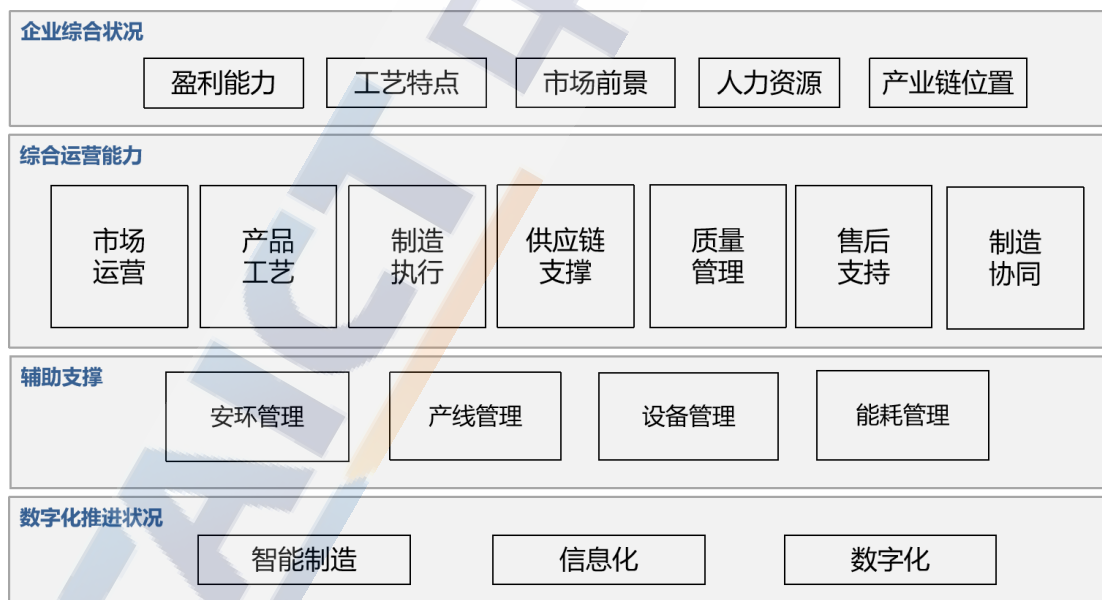 企业综合状况
盈利能力 工艺特点 市场前景 人力资源 产业链位置
综合运营能力
市场 产品 制造 供应链 质量 售后 制造
运营 工艺 执行 支撑 管理 支持 协同
辅助支撑
安环管理 产线管理 设备管理 能耗管理
数字化推进状况
智能制造 信息化 数字化
AICT